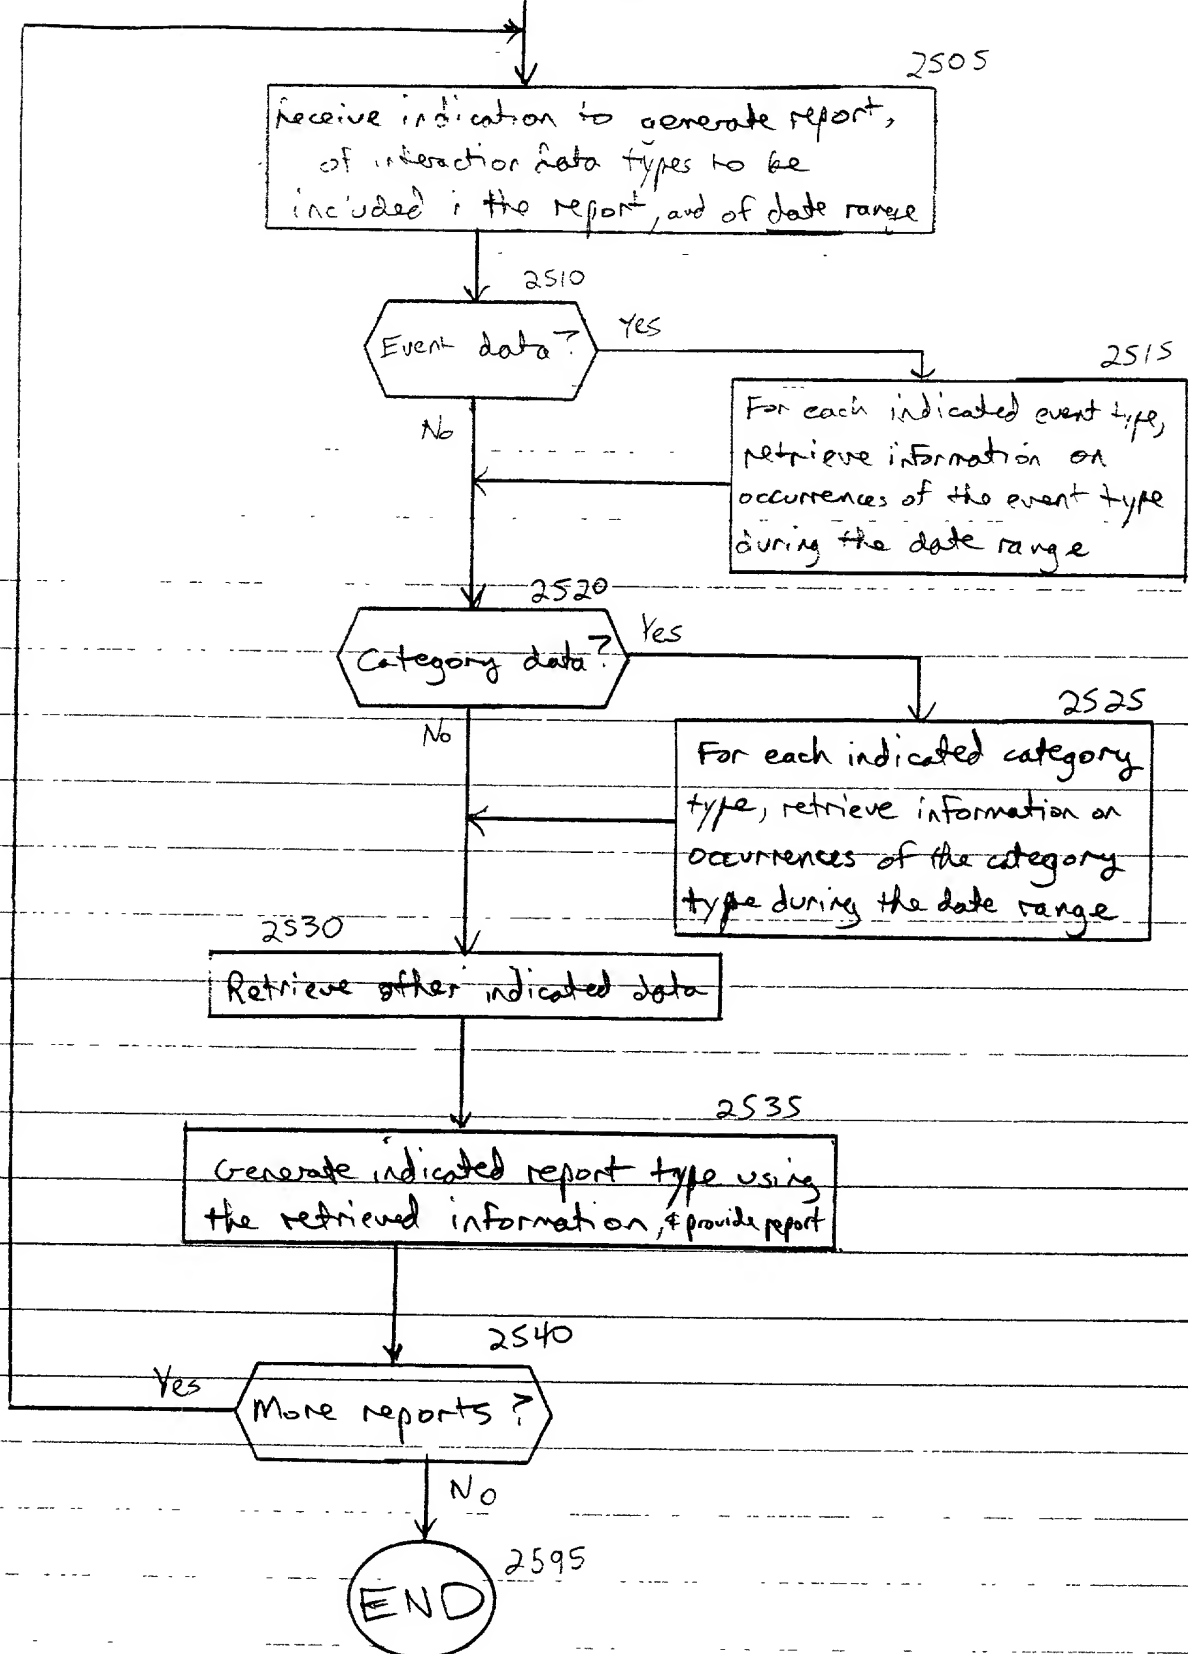 2505
receive indication to generate report,
of interaction data types to be
included i the report, and of date range
2510
Event data?
Yes
No
2515
For each indicated event type,
retrieve information on
occurrences of the event type
during the date range
2520
Category data?
Yes
No
2525
For each indicated category
type, retrieve information on
occurrences of the category
type during the date range
2530
Retrieve other indicated data
2535
Generate indicated report type using
the retrieved information, & provide report
2540
More reports?
Yes
No
2595
END